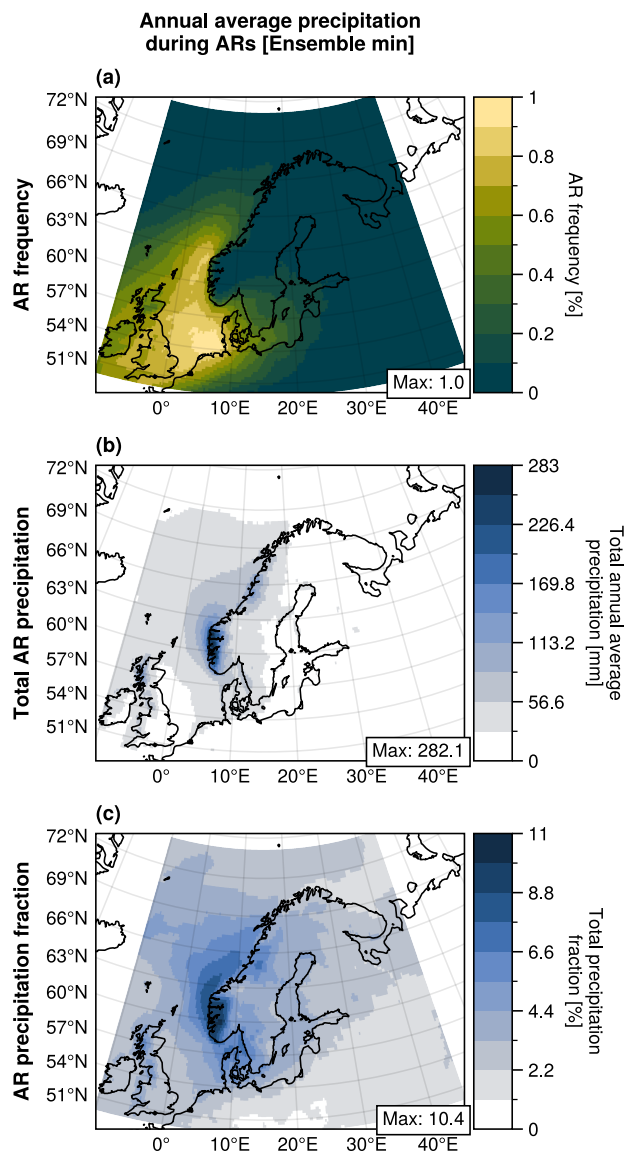 Annual average precipitation
during ARs [Ensemble min]
(a)
72°N
69°N
66°N
63°N
60°N
57°N
54°N
51°N
AR frequency
0°
10°E
20°E
30°E
40°E
Max: 1.0
1
0.8
0.6
0.4
0.2
0
AR frequency [%]
(b)
72°N
69°N
66°N
63°N
60°N
57°N
54°N
51°N
Total AR precipitation
0°
10°E
20°E
30°E
40°E
Max: 282.1
283
226.4
169.8
113.2
56.6
0
Total annual average
precipitation [mm]
(c)
72°N
69°N
66°N
63°N
60°N
57°N
54°N
51°N
AR precipitation fraction
0°
10°E
20°E
30°E
40°E
Max: 10.4
11
8.8
6.6
4.4
2.2
0
Total precipitation
fraction [%]